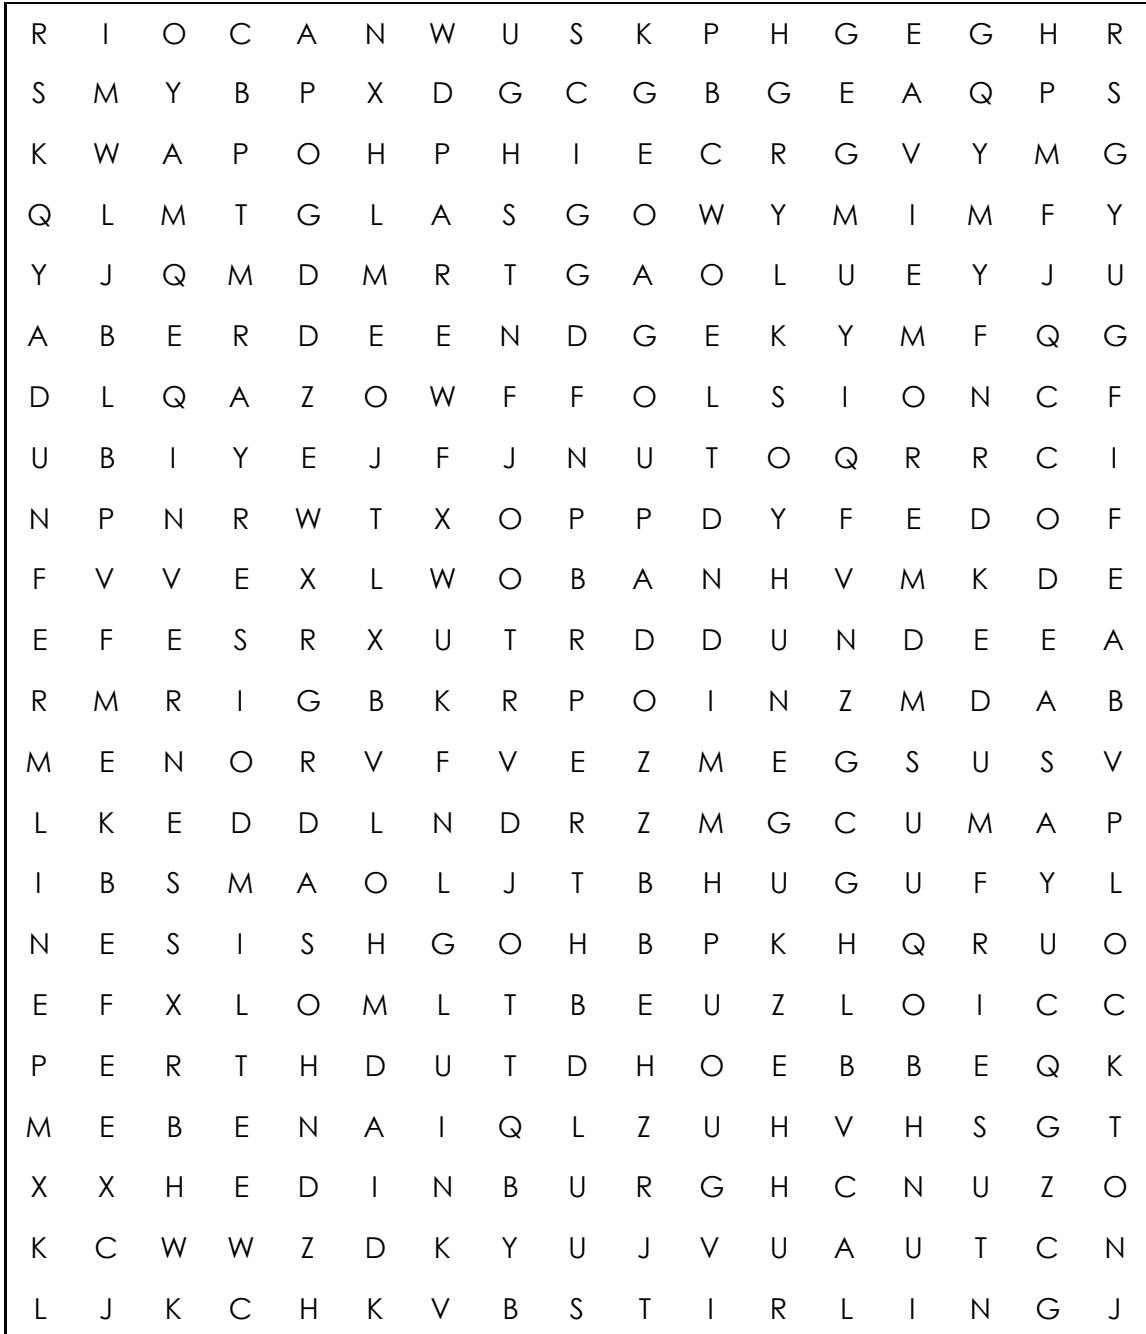 R I O C A N W U S K P H G E G H R
S M Y B P X D G C G B G E A Q P S
K W A P O H P H I E C R G V Y M G
Q L M T G L A S G O W Y M I M F Y
Y J Q M D M R T G A O L U E Y J U
A B E R D E E N D G E K Y M F Q G
D L Q A Z O W F F O L S I O N C F
U B I Y E J F J N U T O Q R R C I
N P N R W T X O P P D Y F E D O F
F V V E X L W O B A N H V M K D E
E F E S R X U T R D D U N D E E A
R M R I G B K R P O I N Z M D A B
M E N O R V F V E Z M E G S U S V
L K E D D L N D R Z M G C U M A P
I B S M A O L J T B H U G U F Y L
N E S I S H G O H B P K H Q R U O
E F X L O M L T B E U Z L O I C C
P E R T H D U T D H O E B B E Q K
M E B E N A I Q L Z U H V H S G T
X X H E D I N B U R G H C N U Z O
K C W W Z D K Y U J V U A U T C N
L J K C H K V B S T I R L I N G J